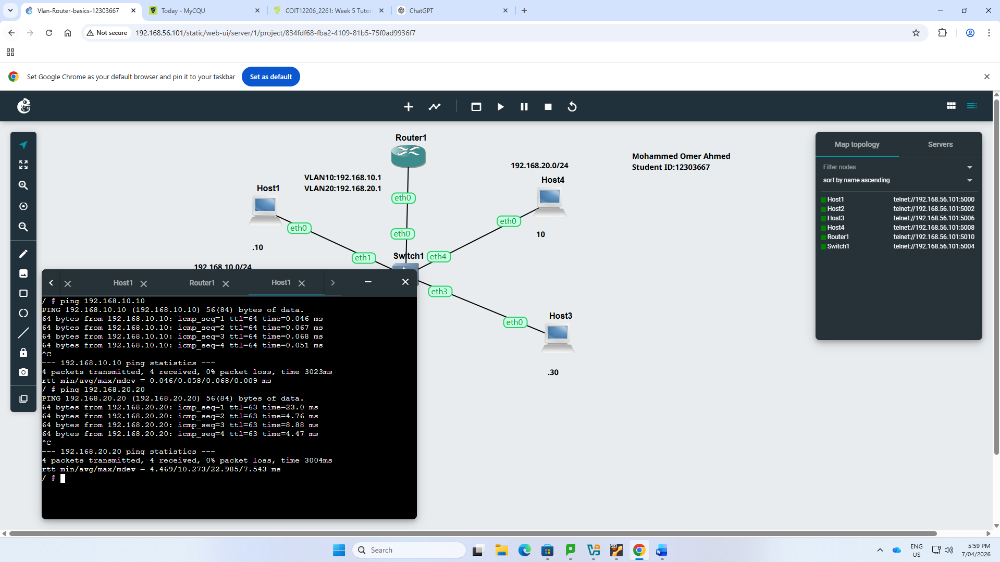 Vlan-Router-basics-12303667
Today - MyCQU
COIT12206_2261: Week 5 Tutor
ChatGPT
Not secure
192.168.56.101/static/web-ui/server/1/project/834fdf68-fba2-4109-81b5-75f0ad9936f7
Set Google Chrome as your default browser and pin it to your taskbar
Set as default
Router1
VLAN10:192.168.10.1
VLAN20:192.168.20.1
Host1
eth0
eth0
eth0
.10
eth1
192.168.10.0/24
Switch1
eth4
eth3
192.168.20.0/24
Host4
eth0
10
Host3
eth0
.30
Mohammed Omer Ahmed
Student ID:12303667
Map topology
Servers
Filter nodes
sort by name ascending
Host1 telnet://192.168.56.101:5000
Host2 telnet://192.168.56.101:5002
Host3 telnet://192.168.56.101:5006
Host4 telnet://192.168.56.101:5008
Router1 telnet://192.168.56.101:5010
Switch1 telnet://192.168.56.101:5004
Host1
Router1
Host1
/ # ping 192.168.10.10
PING 192.168.10.10 (192.168.10.10) 56(84) bytes of data.
64 bytes from 192.168.10.10: icmp_seq=1 ttl=64 time=0.046 ms
64 bytes from 192.168.10.10: icmp_seq=2 ttl=64 time=0.067 ms
64 bytes from 192.168.10.10: icmp_seq=3 ttl=64 time=0.068 ms
64 bytes from 192.168.10.10: icmp_seq=4 ttl=64 time=0.051 ms
^C
--- 192.168.10.10 ping statistics ---
4 packets transmitted, 4 received, 0% packet loss, time 3023ms
rtt min/avg/max/mdev = 0.046/0.058/0.068/0.009 ms
/ # ping 192.168.20.20
PING 192.168.20.20 (192.168.20.20) 56(84) bytes of data.
64 bytes from 192.168.20.20: icmp_seq=1 ttl=63 time=23.0 ms
64 bytes from 192.168.20.20: icmp_seq=2 ttl=63 time=4.76 ms
64 bytes from 192.168.20.20: icmp_seq=3 ttl=63 time=8.88 ms
64 bytes from 192.168.20.20: icmp_seq=4 ttl=63 time=4.47 ms
^C
--- 192.168.20.20 ping statistics ---
4 packets transmitted, 4 received, 0% packet loss, time 3004ms
rtt min/avg/max/mdev = 4.469/10.273/22.985/7.543 ms
/ #
Search
ENG
US
5:59 PM
7/04/2026